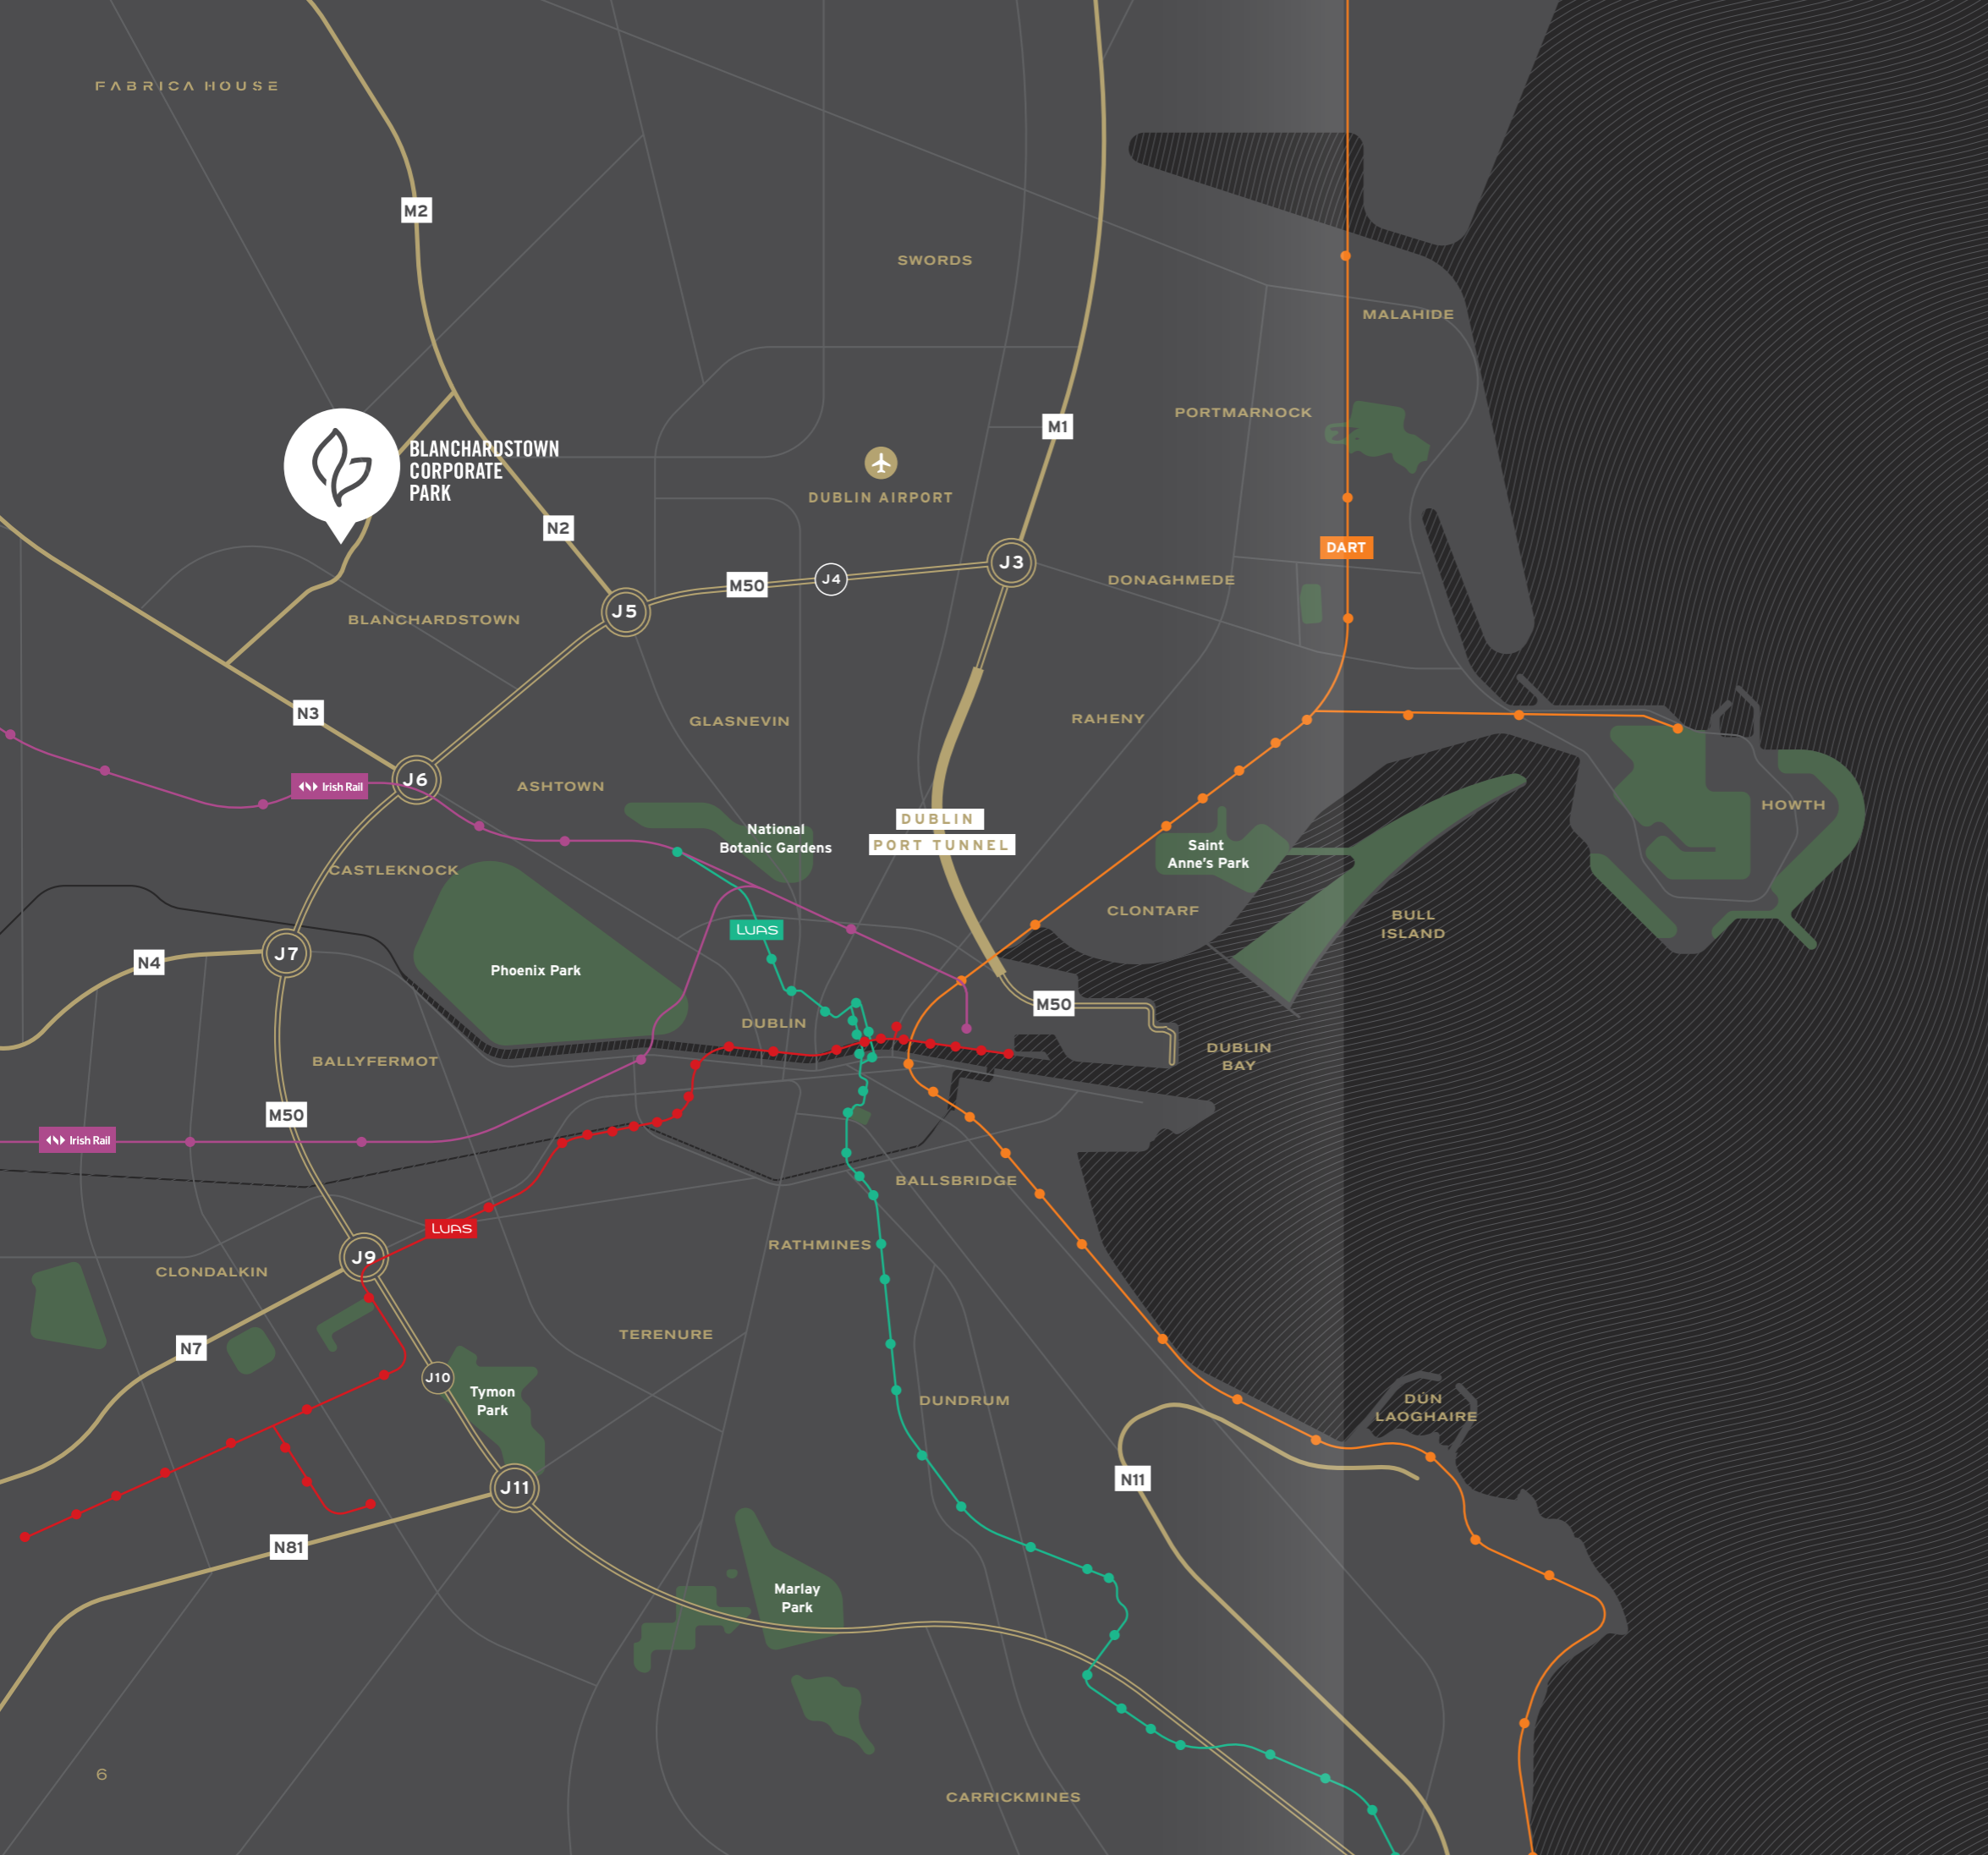 FABRICA HOUSE
M2
SWORDS
MALAHIDE
PORTMARNOCK
M1
BLANCHARDSTOWN
CORPORATE
PARK
DUBLIN AIRPORT
N2
DART
J3
M50
J4
DONAGHMEDE
J5
BLANCHARDSTOWN
N3
GLASNEVIN
RAHENY
J6
Irish Rail
ASHTOWN
HOWTH
DUBLIN
PORT TUNNEL
National
Botanic Gardens
Saint
Anne's Park
CASTLEKNOCK
CLONTARF
BULL
ISLAND
LUAS
J7
N4
Phoenix Park
M50
DUBLIN
DUBLIN
BAY
BALLYFERMOT
M50
Irish Rail
BALLSBRIDGE
LUAS
RATHMINES
J9
CLONDALKIN
TERENURE
N7
J10
Tymon
Park
DUNDRUM
DÚN
LAOGHAIRE
N11
J11
N81
Marlay
Park
6
CARRICKMINES